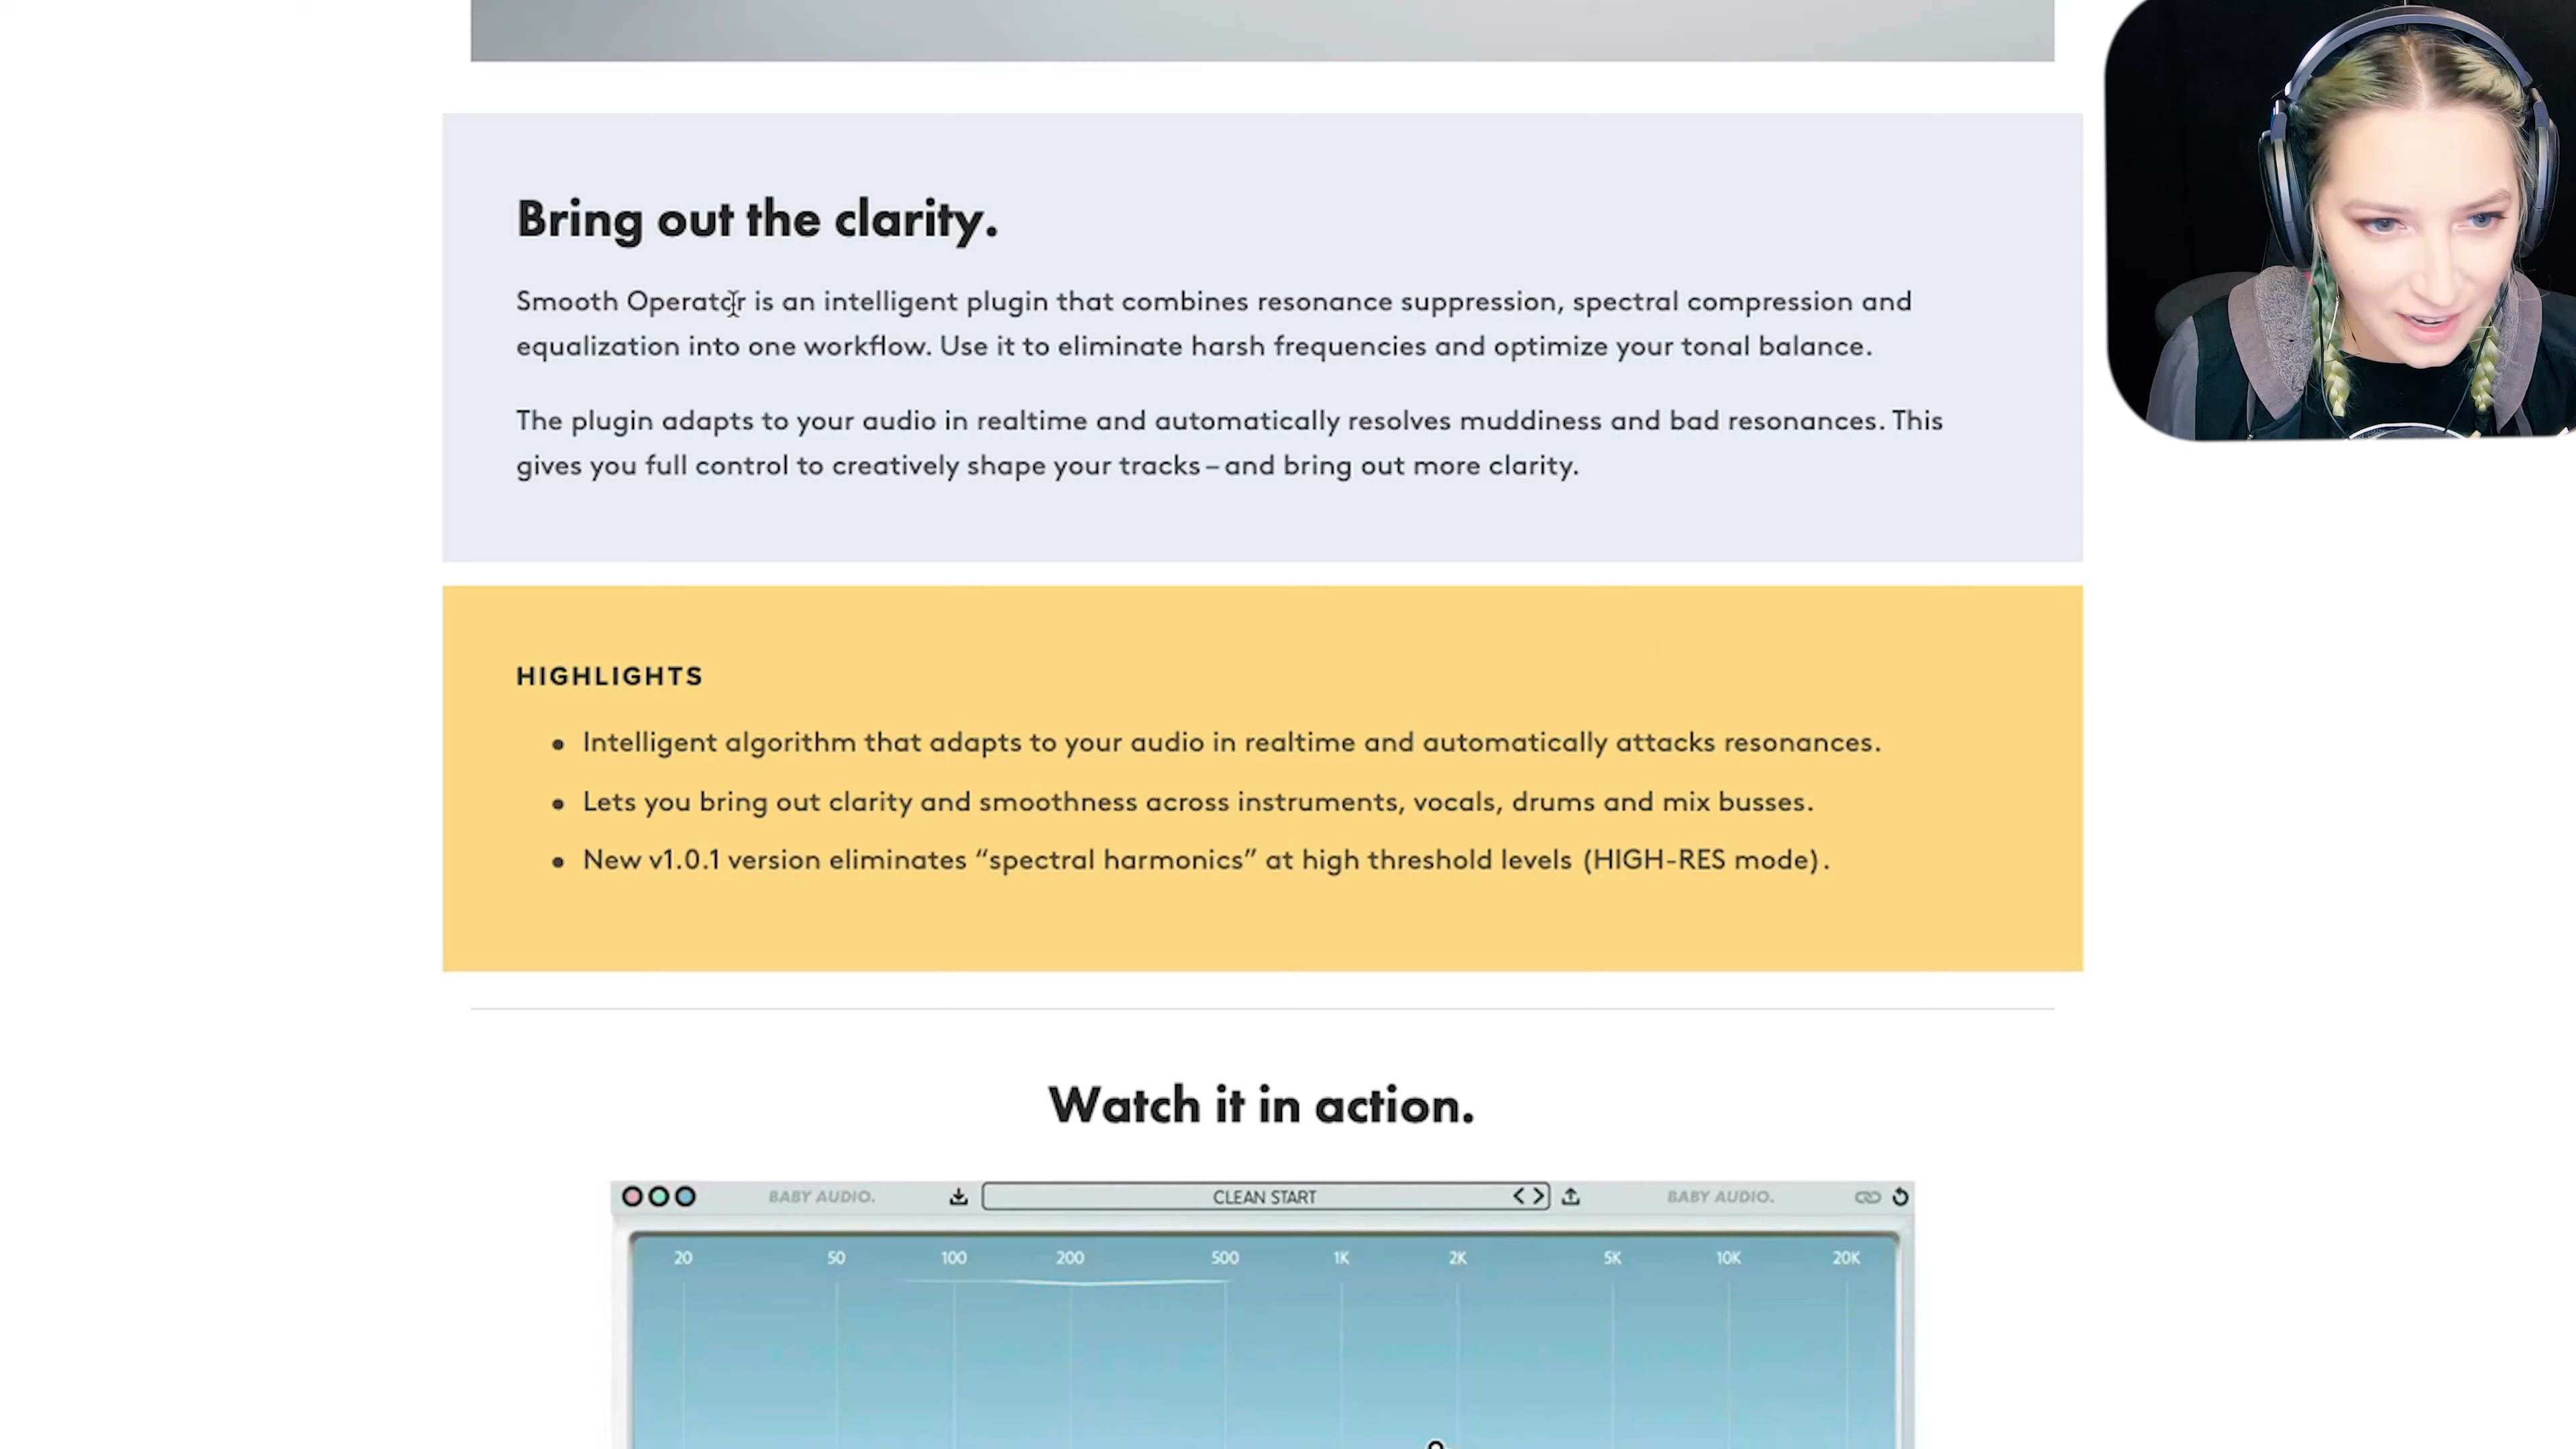 Bring out the clarity.
Smooth Operator is an intelligent plugin that combines resonance suppression, spectral compression and
equalization into one workflow. Use it to eliminate harsh frequencies and optimize your tonal balance.
The plugin adapts to your audio in realtime and automatically resolves muddiness and bad resonances. This
gives you full control to creatively shape your tracks – and bring out more clarity.
HIGHLIGHTS
• Intelligent algorithm that adapts to your audio in realtime and automatically attacks resonances.
• Lets you bring out clarity and smoothness across instruments, vocals, drums and mix busses.
• New v1.0.1 version eliminates “spectral harmonics” at high threshold levels (HIGH-RES mode).
Watch it in action.
BABY AUDIO. CLEAN START BABY AUDIO.
20 50 100 200 500 1K 2K 5K 10K 20K